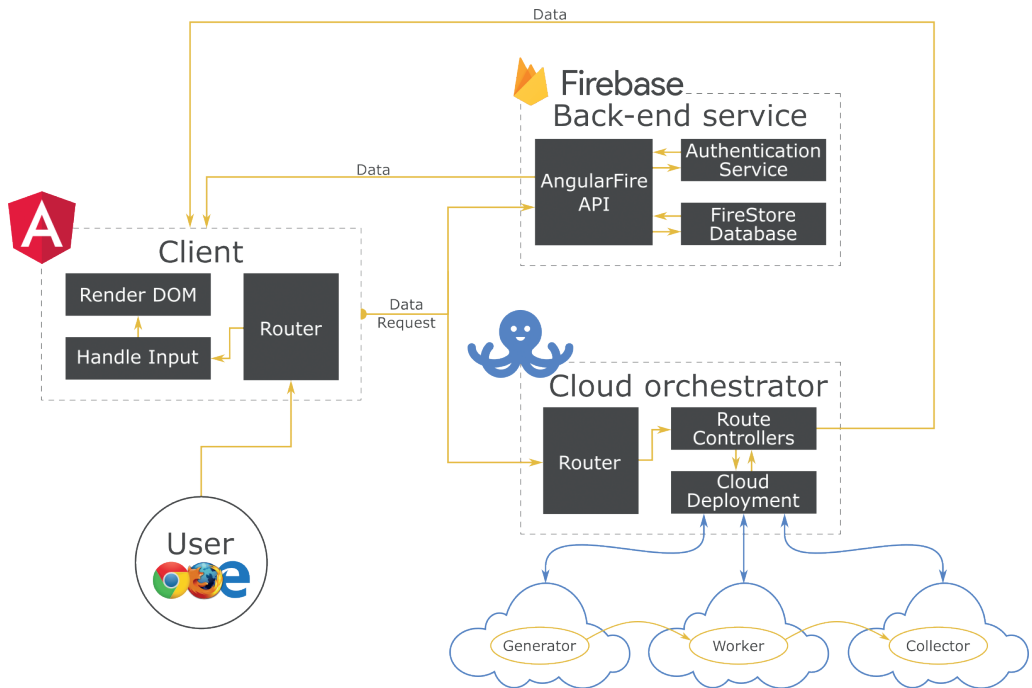 Data
Firebase
Back-end service
AngularFire
API
Authentication
Service
FireStore
Database
Data
Client
Render DOM
Handle Input
Router
Data
Request
Cloud orchestrator
Router
Route
Controllers
Cloud
Deployment
User
Generator
Worker
Collector